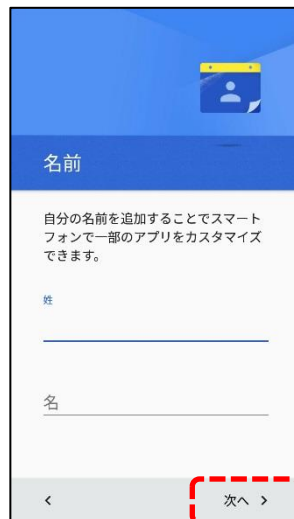 名前
自分の名前を追加することでスマート
フォンで一部のアプリをカスタマイズ
できます。
姓
名
次へ